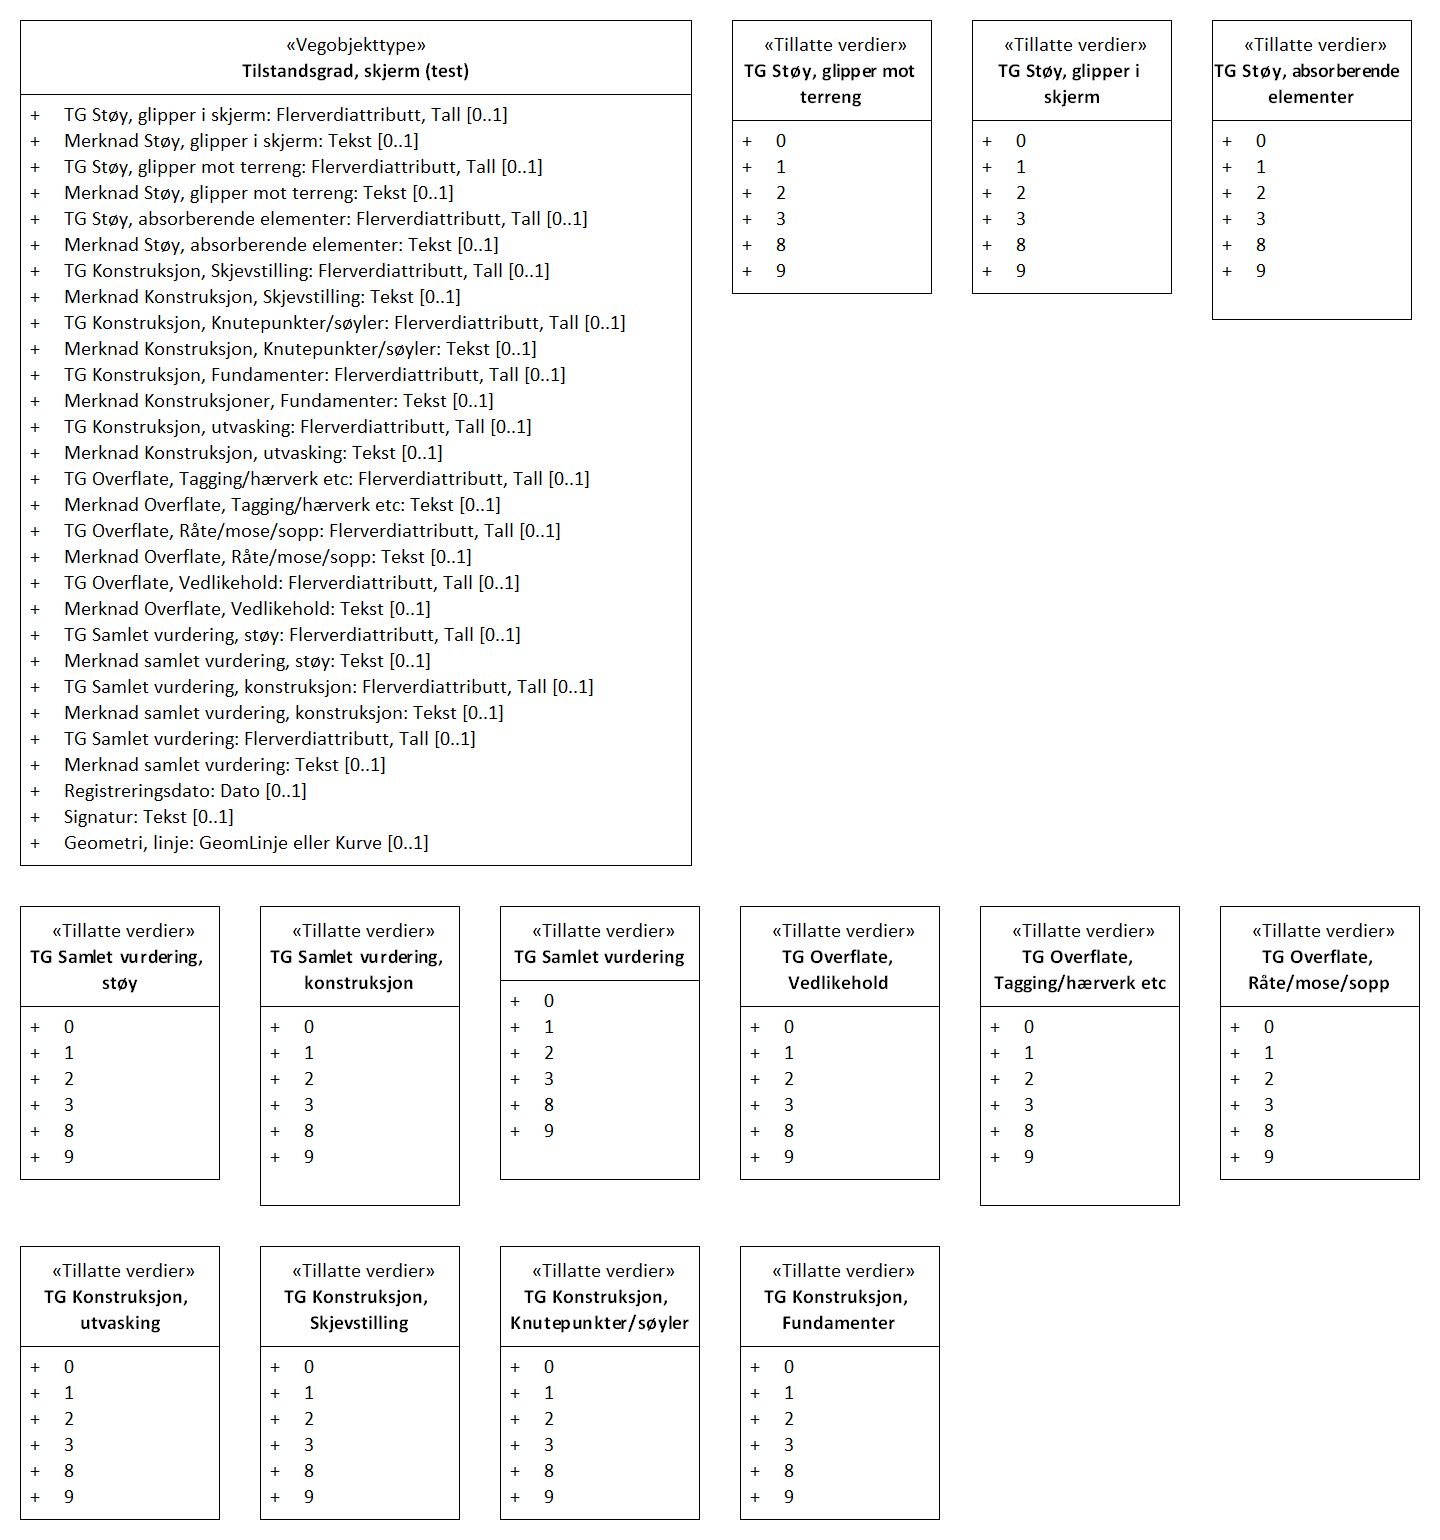 «Vegobjekttype»
Tilstandsgrad, skjerm (test)
+ TG Støy, glipper i skjerm: Flerverdiattributt, Tall [0..1]
+ Merknad Støy, glipper i skjerm: Tekst [0..1]
+ TG Støy, glipper mot terreng: Flerverdiattributt, Tall [0..1]
+ Merknad Støy, glipper mot terreng: Tekst [0..1]
+ TG Støy, absorberende elementer: Flerverdiattributt, Tall [0..1]
+ Merknad Støy, absorberende elementer: Tekst [0..1]
+ TG Konstruksjon, Skjevstilling: Flerverdiattributt, Tall [0..1]
+ Merknad Konstruksjon, Skjevstilling: Tekst [0..1]
+ TG Konstruksjon, Knutepunkter/søyler: Flerverdiattributt, Tall [0..1]
+ Merknad Konstruksjon, Knutepunkter/søyler: Tekst [0..1]
+ TG Konstruksjon, Fundamenter: Flerverdiattributt, Tall [0..1]
+ Merknad Konstruksjoner, Fundamenter: Tekst [0..1]
+ TG Konstruksjon, utvasking: Flerverdiattributt, Tall [0..1]
+ Merknad Konstruksjon, utvasking: Tekst [0..1]
+ TG Overflate, Tagging/hærverk etc: Flerverdiattributt, Tall [0..1]
+ Merknad Overflate, Tagging/hærverk etc: Tekst [0..1]
+ TG Overflate, Råte/mose/sopp: Flerverdiattributt, Tall [0..1]
+ Merknad Overflate, Råte/mose/sopp: Tekst [0..1]
+ TG Overflate, Vedlikehold: Flerverdiattributt, Tall [0..1]
+ Merknad Overflate, Vedlikehold: Tekst [0..1]
+ TG Samlet vurdering, støy: Flerverdiattributt, Tall [0..1]
+ Merknad samlet vurdering, støy: Tekst [0..1]
+ TG Samlet vurdering, konstruksjon: Flerverdiattributt, Tall [0..1]
+ Merknad samlet vurdering, konstruksjon: Tekst [0..1]
+ TG Samlet vurdering: Flerverdiattributt, Tall [0..1]
+ Merknad samlet vurdering: Tekst [0..1]
+ Registreringsdato: Dato [0..1]
+ Signatur: Tekst [0..1]
+ Geometri, linje: GeomLinje eller Kurve [0..1]
«Tillatte verdier»
TG Støy, glipper mot
terreng
+ 0
+ 1
+ 2
+ 3
+ 8
+ 9
«Tillatte verdier»
TG Støy, glipper i
skjerm
+ 0
+ 1
+ 2
+ 3
+ 8
+ 9
«Tillatte verdier»
TG Støy, absorberende
elementer
+ 0
+ 1
+ 2
+ 3
+ 8
+ 9
«Tillatte verdier»
TG Samlet vurdering,
støy
+ 0
+ 1
+ 2
+ 3
+ 8
+ 9
«Tillatte verdier»
TG Samlet vurdering,
konstruksjon
+ 0
+ 1
+ 2
+ 3
+ 8
+ 9
«Tillatte verdier»
TG Samlet vurdering
+ 0
+ 1
+ 2
+ 3
+ 8
+ 9
«Tillatte verdier»
TG Overflate,
Vedlikehold
+ 0
+ 1
+ 2
+ 3
+ 8
+ 9
«Tillatte verdier»
TG Overflate,
Tagging/hærverk etc
+ 0
+ 1
+ 2
+ 3
+ 8
+ 9
«Tillatte verdier»
TG Overflate,
Råte/mose/sopp
+ 0
+ 1
+ 2
+ 3
+ 8
+ 9
«Tillatte verdier»
TG Konstruksjon,
utvasking
+ 0
+ 1
+ 2
+ 3
+ 8
+ 9
«Tillatte verdier»
TG Konstruksjon,
Skjevstilling
+ 0
+ 1
+ 2
+ 3
+ 8
+ 9
«Tillatte verdier»
TG Konstruksjon,
Knutepunkter/søyler
+ 0
+ 1
+ 2
+ 3
+ 8
+ 9
«Tillatte verdier»
TG Konstruksjon,
Fundamenter
+ 0
+ 1
+ 2
+ 3
+ 8
+ 9